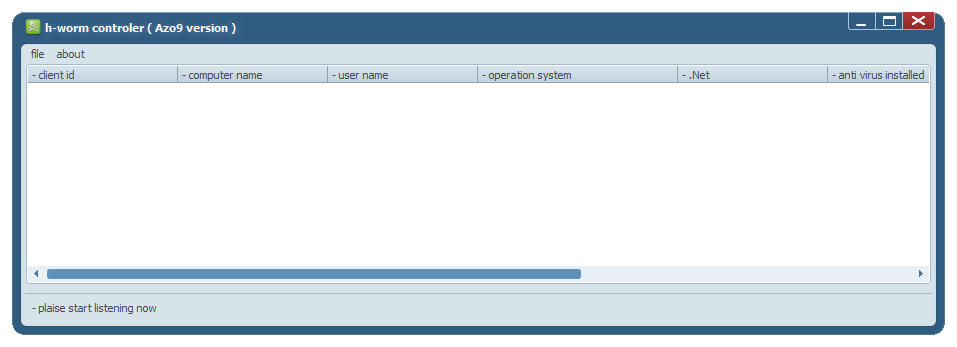 h-worm controler ( Azo9 version )
file about
- client id - computer name - user name - operation system - .Net - anti virus installed
- plaise start listening now